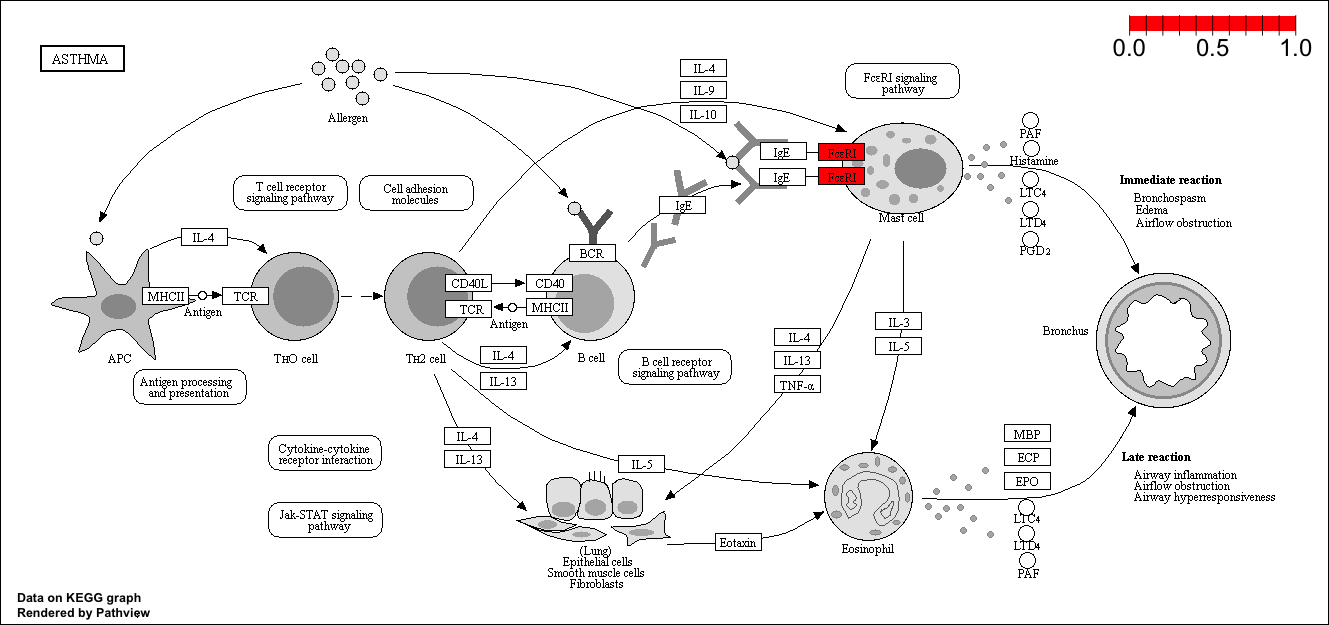 ASTHMA
Allergen
IL-4
IL-9
IL-10
FcεRI signaling
pathway
0.0 0.5 1.0
IgE
FcεRI
IgE
FcεRI
Mast cell
PAF
Histamine
LTC4
LTD4
PGD2
Immediate reaction
Bronchospasm
Edema
Airflow obstruction
T cell receptor
signaling pathway
Cell adhesion
molecules
IgE
IL-4
BCR
MHCII
Antigen
TCR
CD40L
CD40
TCR
Antigen
MHCII
APC
TH0 cell
TH2 cell
B cell
IL-4
IL-13
B cell receptor
signaling pathway
Antigen processing
and presentation
IL-4
IL-13
TNF-α
IL-3
IL-5
Bronchus
Cytokine-cytokine
receptor interaction
IL-4
IL-13
IL-5
Jak-STAT signaling
pathway
(Lung)
Epithelial cells
Smooth muscle cells
Fibroblasts
Eotaxin
Eosinophil
MBP
ECP
EPO
LTC4
LTD4
PAF
Late reaction
Airway inflammation
Airflow obstruction
Airway hyperresponsiveness
Data on KEGG graph
Rendered by Pathview